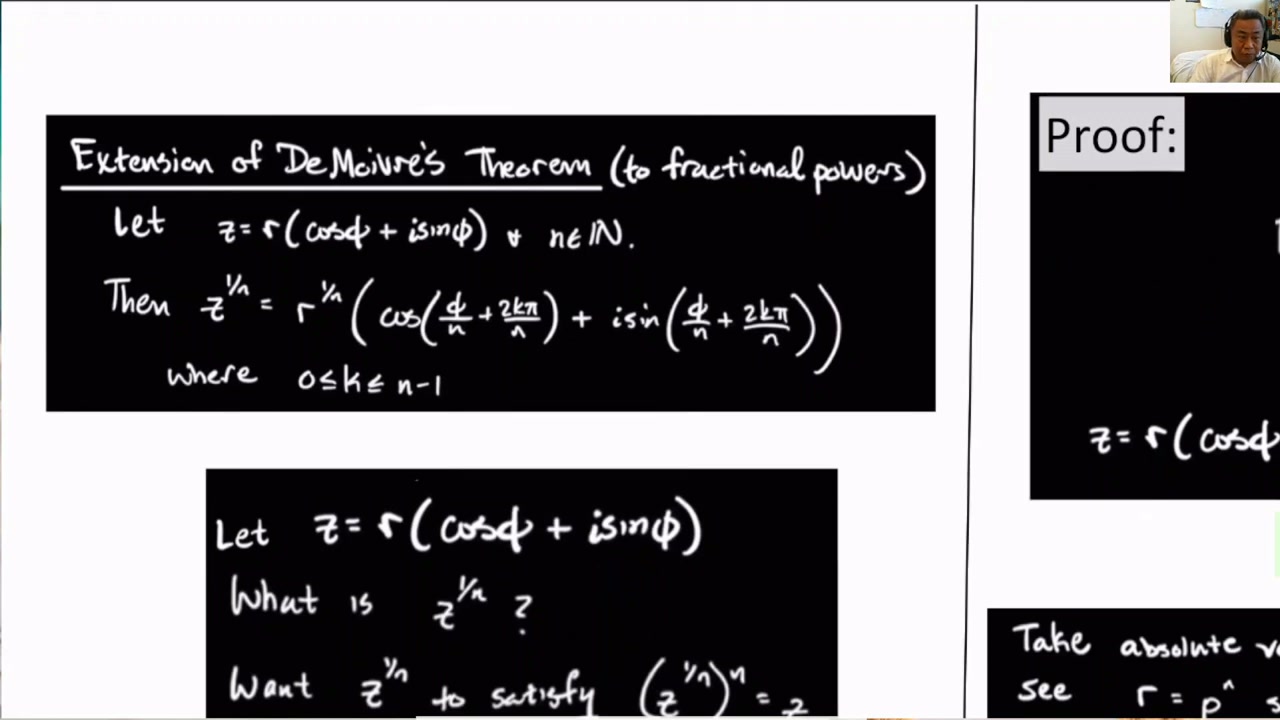 Extension of DeMoivre's Theorem (to fractional powers)
Let z = r(cosϕ + isinϕ) & n ∈ ℕ.
Then z^{1/n} = r^{1/n} (cos(ϕ/n + 2kπ/n) + isin(ϕ/n + 2kπ/n))
where 0 ≤ k ≤ n-1
Let z = r(cosϕ + isinϕ)
What is z^{1/n} ?
Want z^{1/n} to satisfy (z^{1/n})^n = z
Proof:
z = r(cosϕ
Take absolute
see r = ρ^n